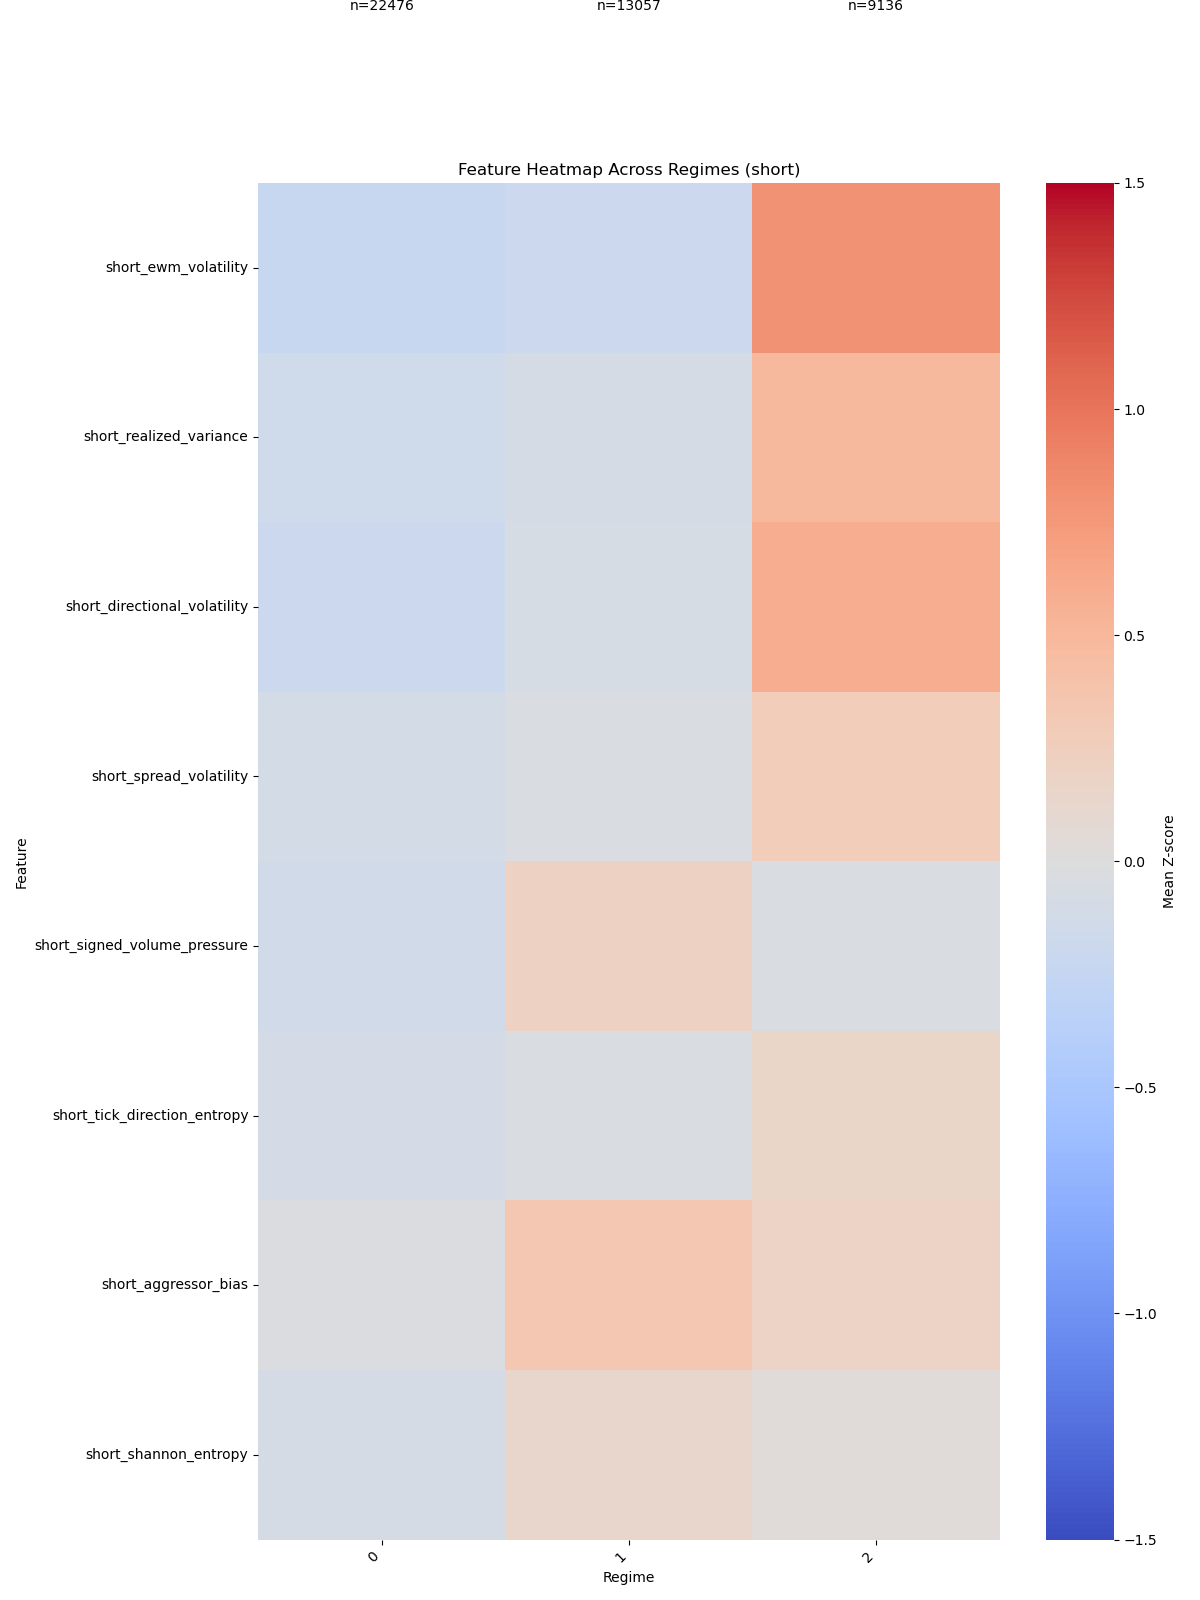 n=22476 n=13057 n=9136
Feature Heatmap Across Regimes (short)
short_ewm_volatility
short_realized_variance
short_directional_volatility
short_spread_volatility
short_signed_volume_pressure
short_tick_direction_entropy
short_aggressor_bias
short_shannon_entropy
Feature
0 1 2
Regime
1.5
1.0
0.5
0.0
−0.5
−1.0
−1.5
Mean Z-score